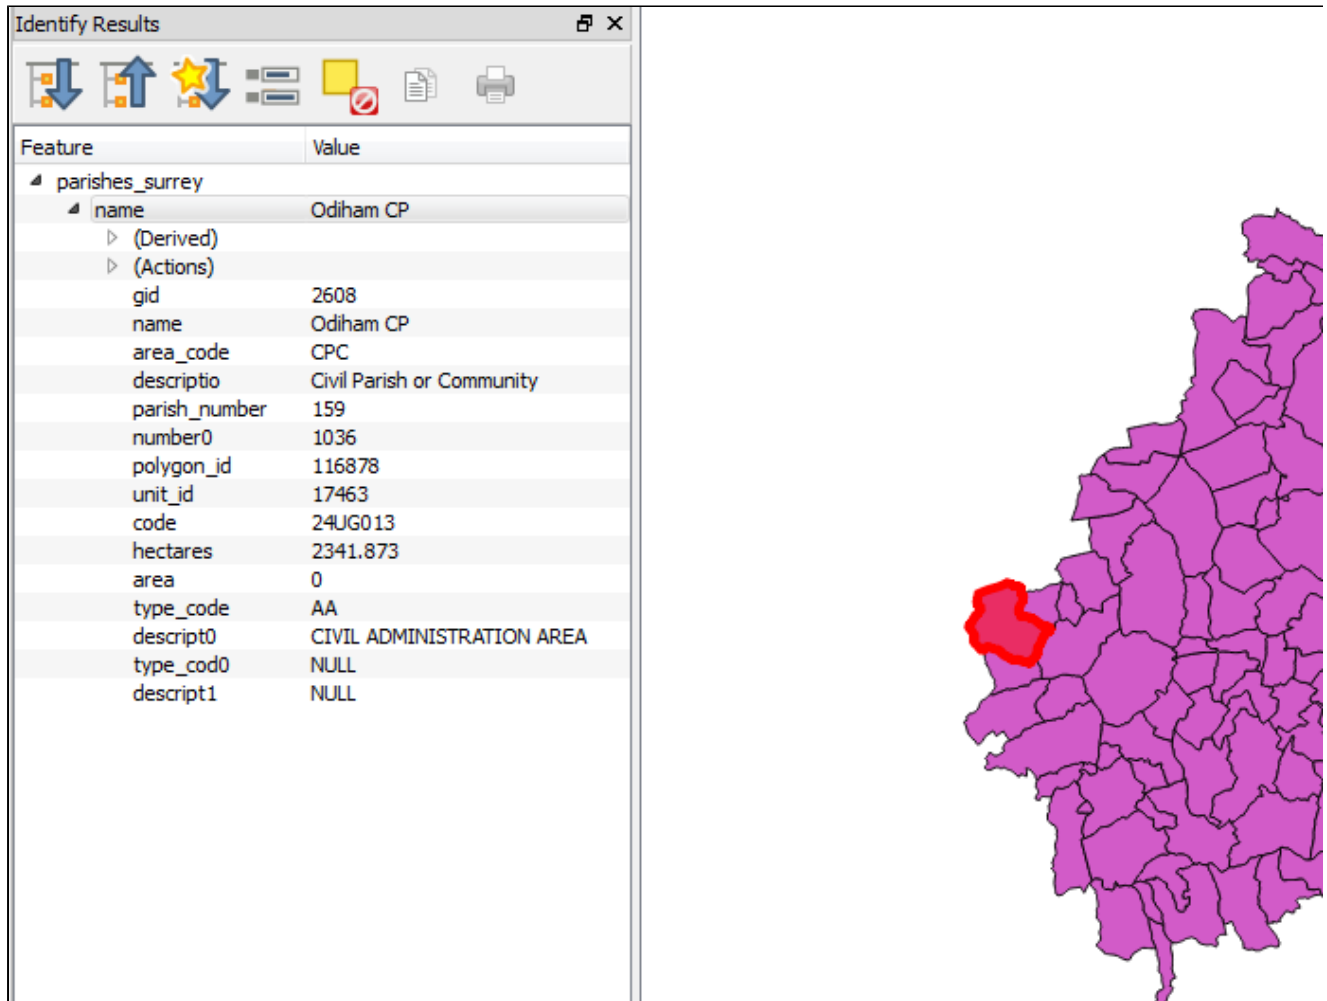 Identify Results
Feature Value
parishes_surrey
name Odiham CP
(Derived)
(Actions)
gid 2608
name Odiham CP
area_code CPC
descriptio Civil Parish or Community
parish_number 159
number0 1036
polygon_id 116878
unit_id 17463
code 24UG013
hectares 2341.873
area 0
type_code AA
descript0 CIVIL ADMINISTRATION AREA
type_cod0 NULL
descript1 NULL